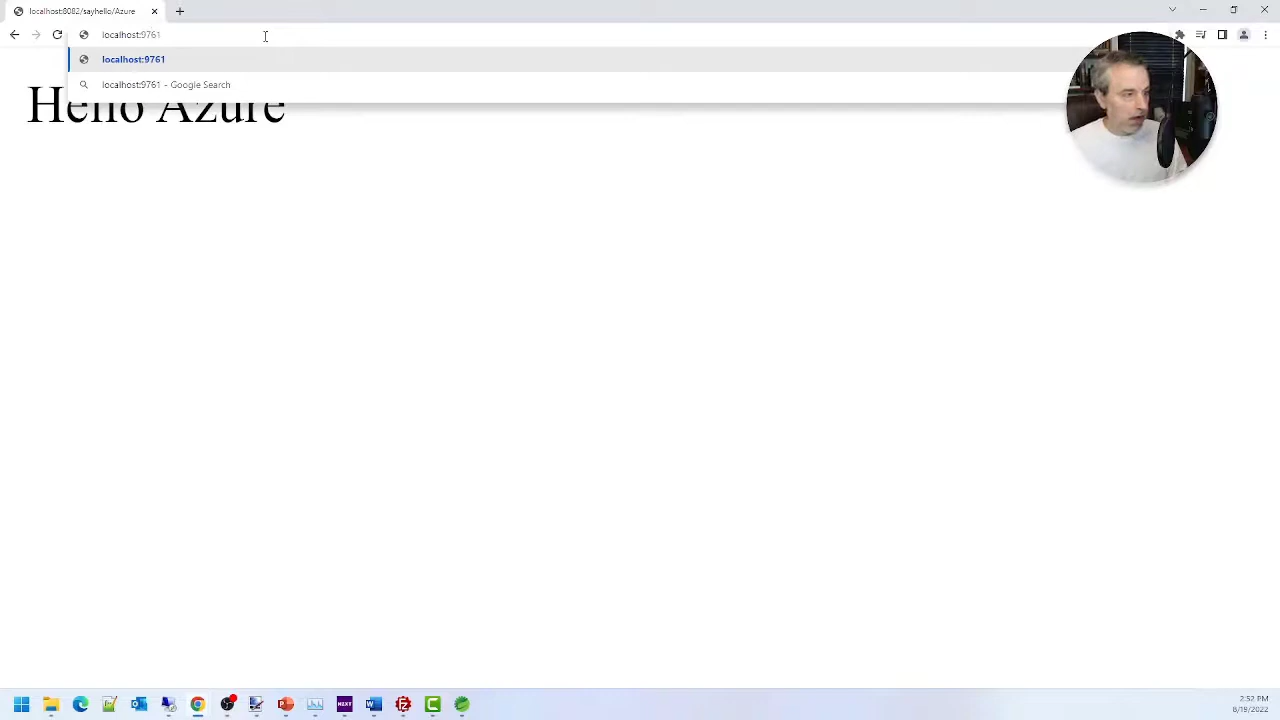 localhost:8082/sayhello/Azure
localhost:9761
localhost:9761
localhost:9761 - Google Search
Hello Azure
NEXT
2:52 PM
8/19/2022